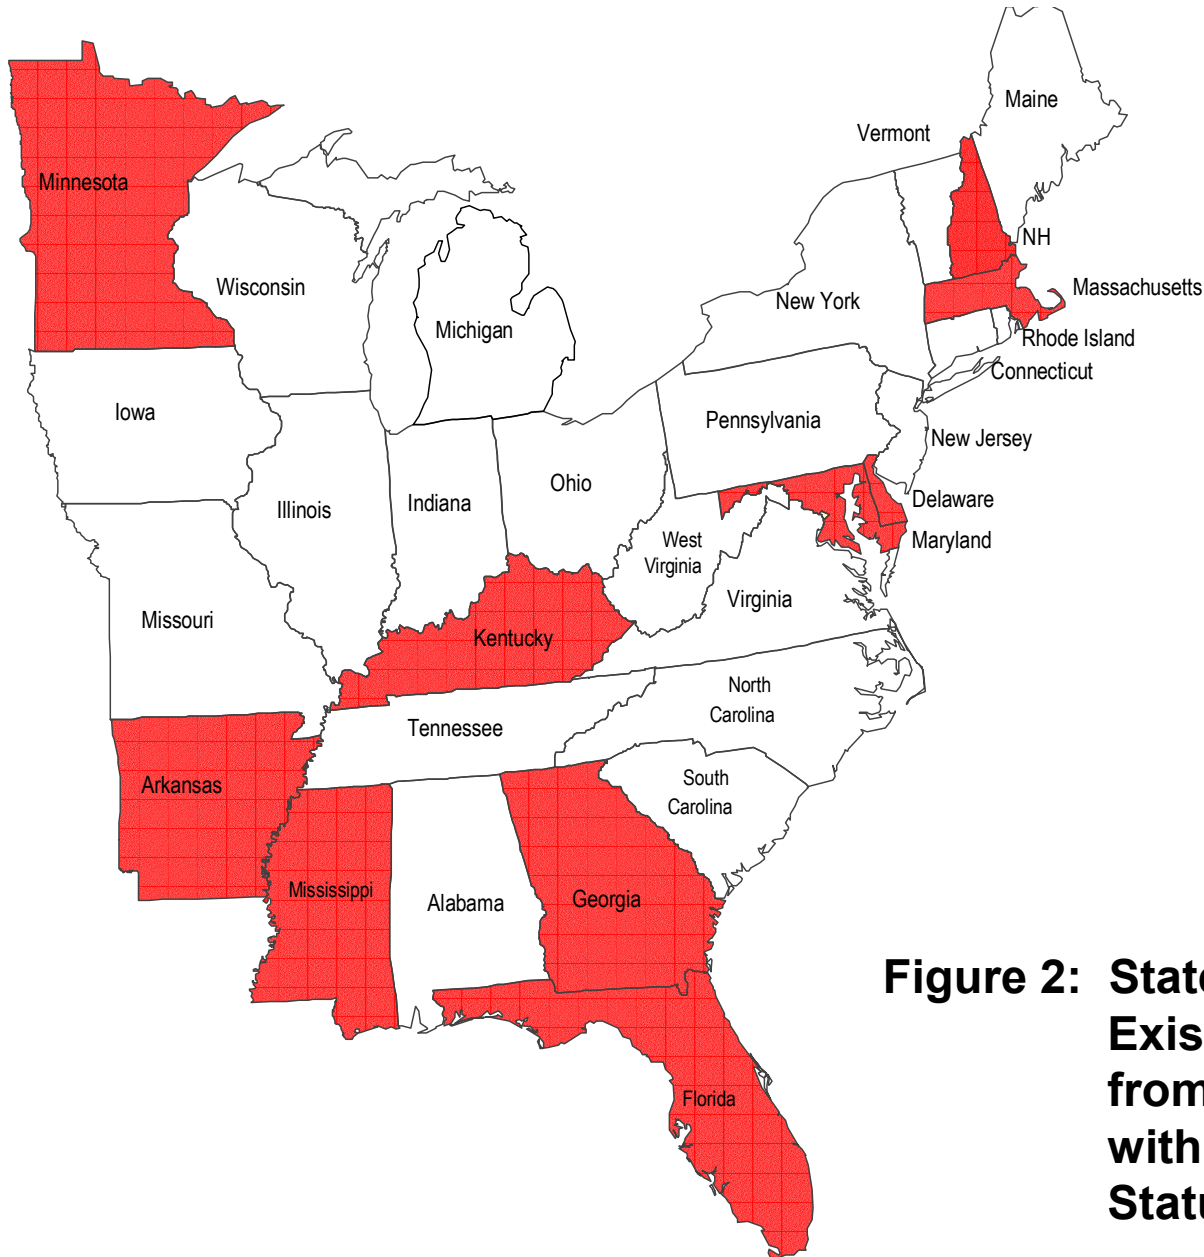 Maine
Vermont
Minnesota
NH
Wisconsin
Massachusetts
New York
Michigan
Rhode Island
Connecticut
Iowa
Pennsylvania
New Jersey
Ohio
Indiana
Illinois
Delaware
Maryland
West
Virginia
Virginia
Missouri
Kentucky
North
Carolina
Tennessee
South
Carolina
Arkansas
Mississippi
Georgia
Alabama
Florida
Figure 2:
from
with